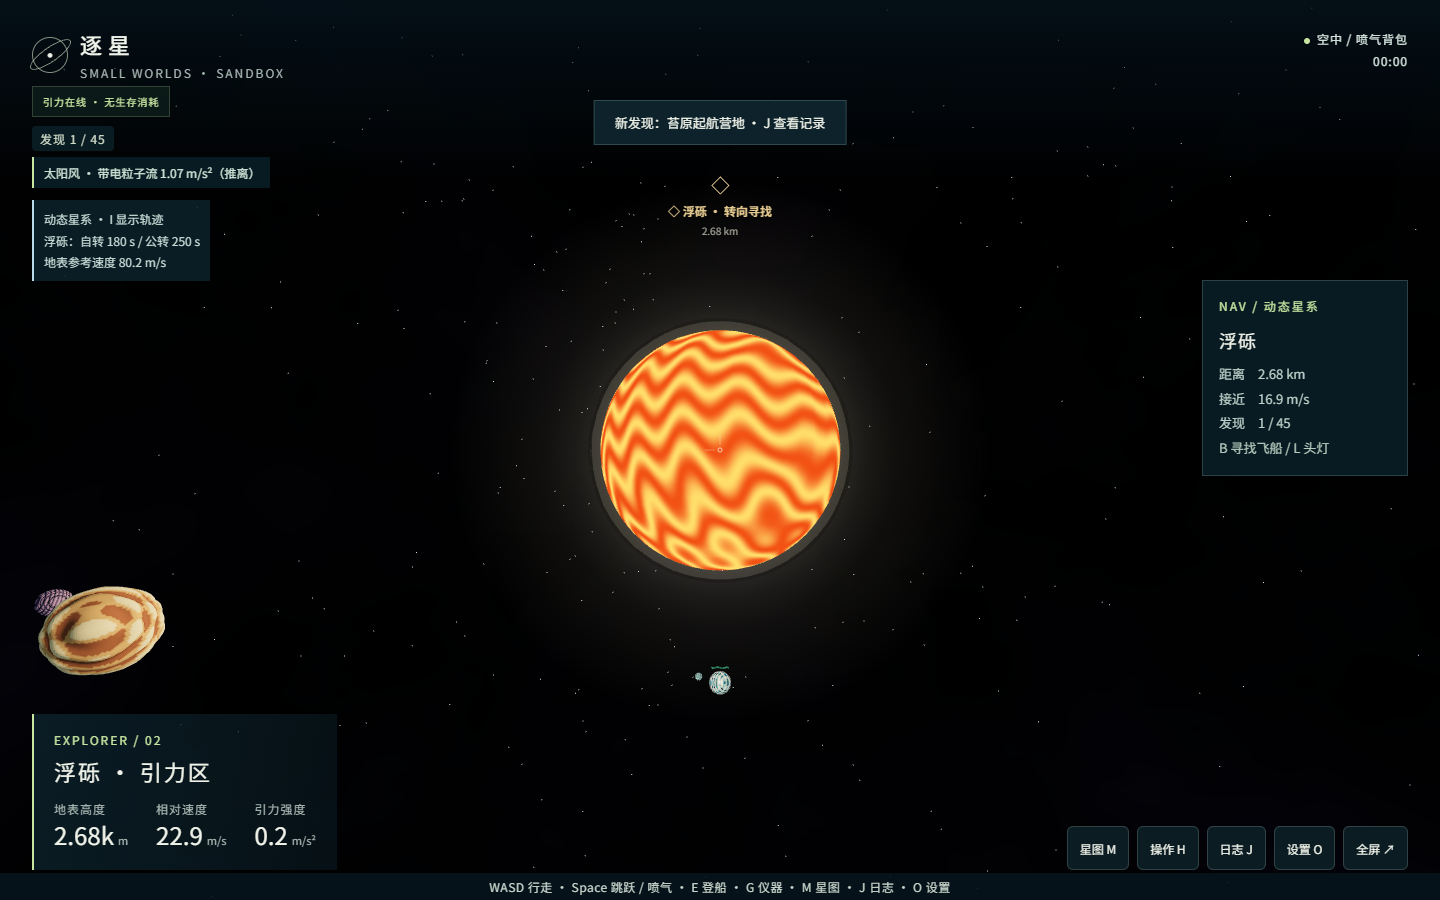 逐星
SMALL WORLDS • SANDBOX
引力在线 • 无生存消耗
发现 1 / 45
太阳风 • 带电粒子流 1.07 m/s²（推离）
动态星系 • I 显示轨迹
浮砾：自转 180 s / 公转 250 s
地表参考速度 80.2 m/s
空中 / 喷气背包
00:00
新发现：苔原起航营地 • J 查看记录
◇ 浮砾 • 转向寻找
2.68 km
NAV / 动态星系
浮砾
距离 2.68 km
接近 16.9 m/s
发现 1 / 45
B 寻找飞船 / L 头灯
EXPLORER / 02
浮砾 • 引力区
地表高度 相对速度 引力强度
2.68k m 22.9 m/s 0.2 m/s²
星图 M 操作 H 日志 J 设置 O 全屏 ↗
WASD 行走 • Space 跳跃 / 喷气 • E 登船 • G 仪器 • M 星图 • J 日志 • O 设置